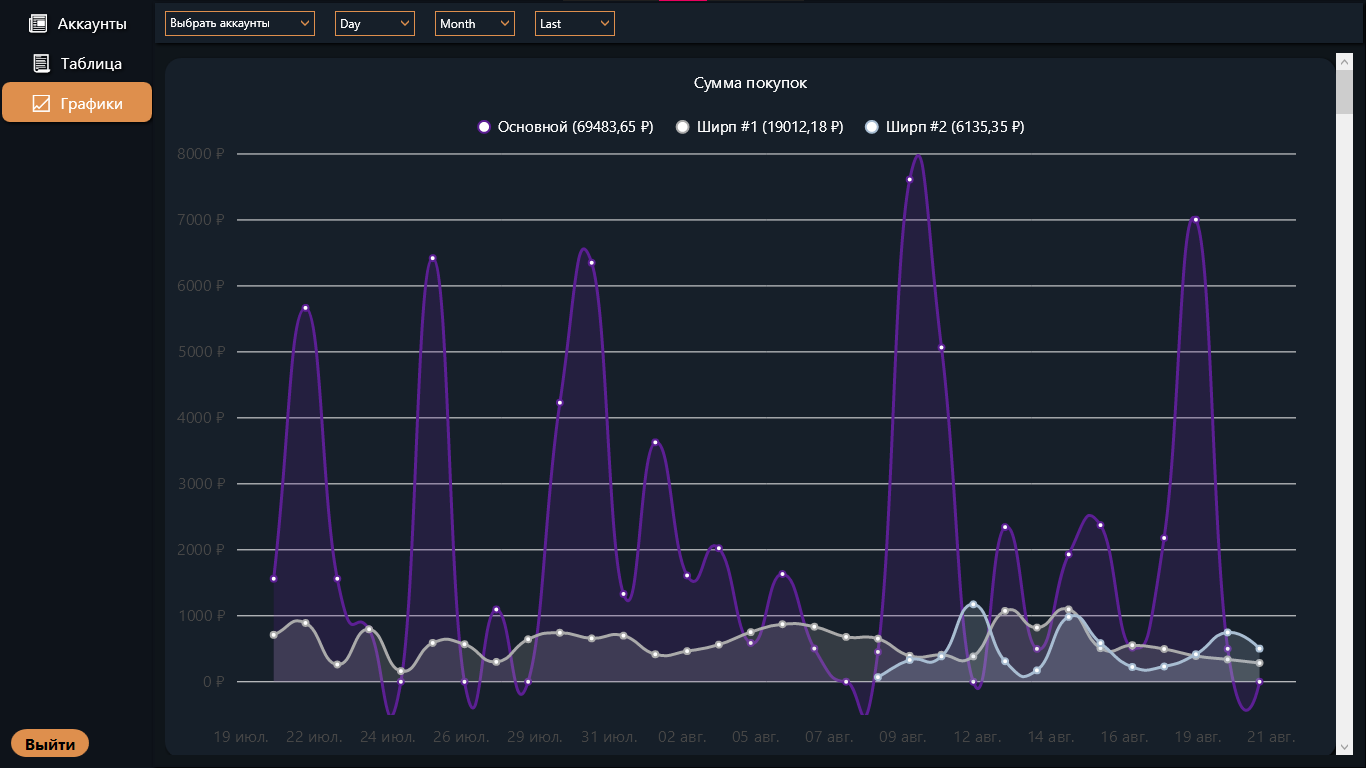 Аккаунты
Таблица
Графики
Выйти
Выбрать аккаунты Day Month Last
Сумма покупок
Основной (69483,65 ₽) Ширп #1 (19012,18 ₽) Ширп #2 (6135,35 ₽)
8000 ₽
7000 ₽
6000 ₽
5000 ₽
4000 ₽
3000 ₽
2000 ₽
1000 ₽
0 ₽
19 июл. 22 июл. 24 июл. 26 июл. 29 июл. 31 июл. 02 авг. 05 авг. 07 авг. 09 авг. 12 авг. 14 авг. 16 авг. 19 авг. 21 авг.